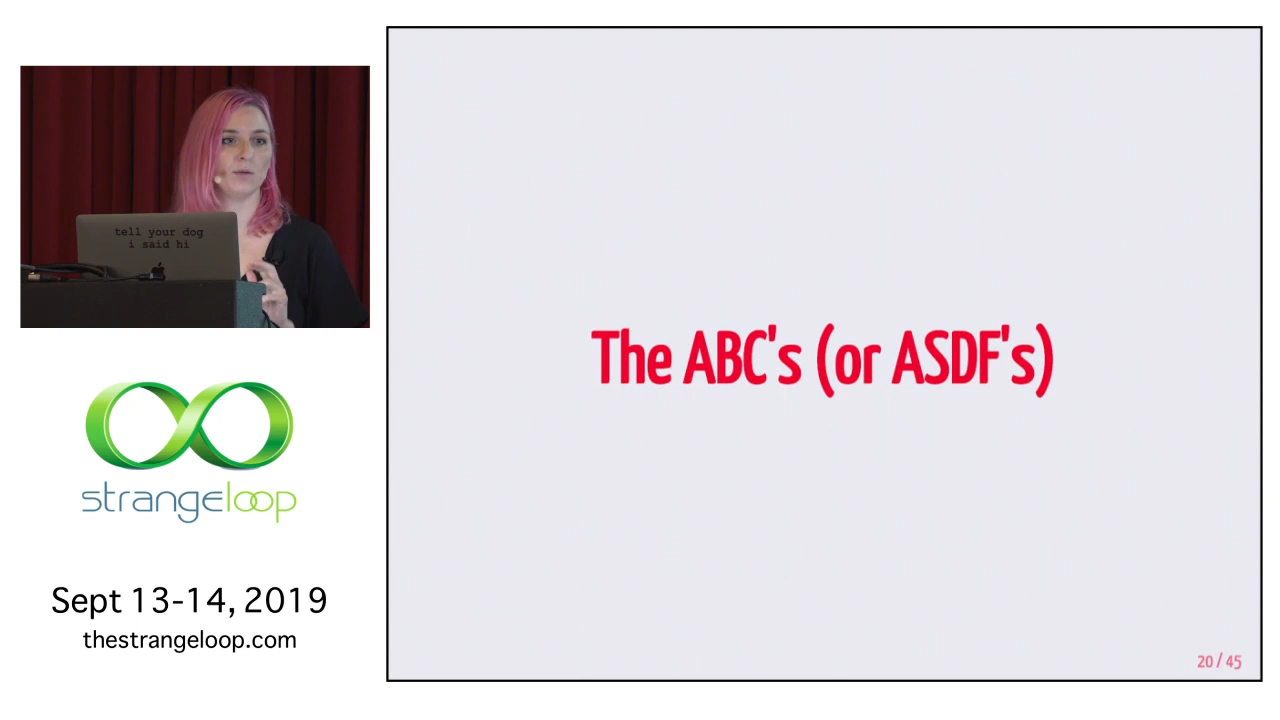 tell your dog
i said hi
strangeloop
Sept 13-14, 2019
thestrangeloop.com
The ABC's (or ASDF's)
20 / 45